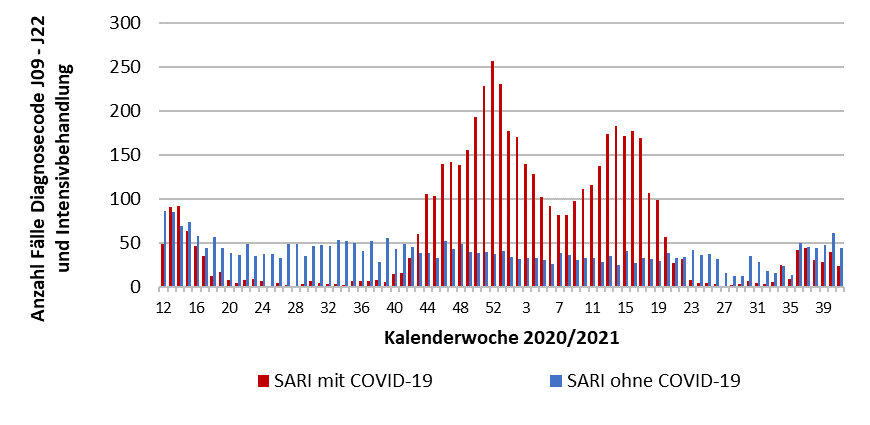 Anzahl Fälle Diagnosecode J09 - J22
und Intensivbehandlung
300
250
200
150
100
50
0
12 16 20 24 28 32 36 40 44 48 52 3 7 11 15 19 23 27 31 35 39
Kalenderwoche 2020/2021
SARI mit COVID-19 SARI ohne COVID-19